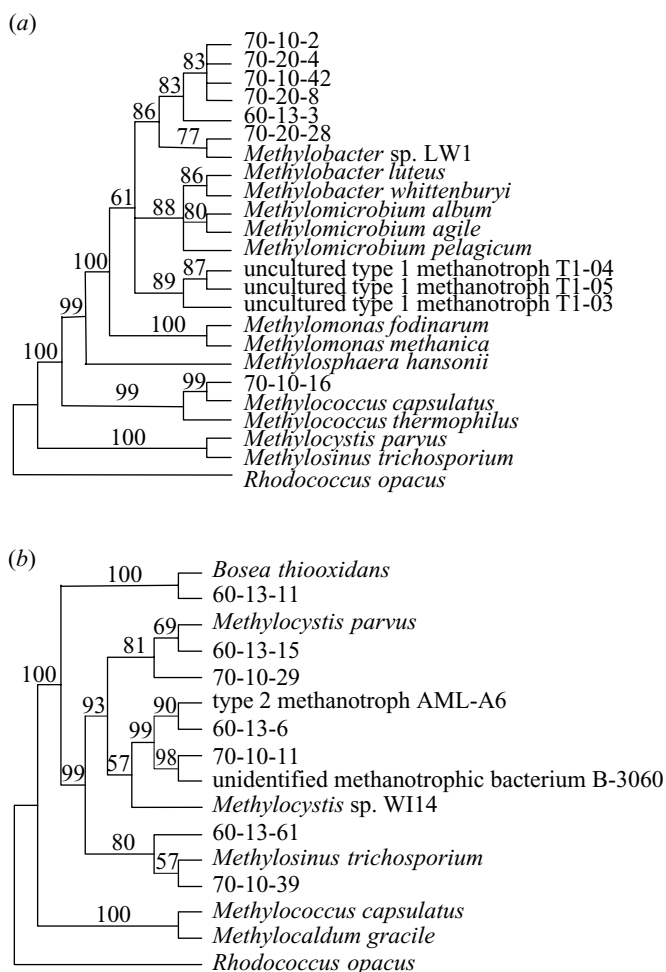 (a)
70-10-2
83
70-20-4
83
70-10-42
70-20-8
86
60-13-3
70-20-28
77
Methylobacter sp. LW1
Methylobacter luteus
86
Methylobacter whittenburyi
61
88
80
Methylomicrobium album
Methylomicrobium agile
Methylomicrobium pelagicum
100
87
uncultured type 1 methanotroph T1-04
89
uncultured type 1 methanotroph T1-05
uncultured type 1 methanotroph T1-03
99
100
Methylomonas fodinarum
Methylomonas methanica
100
Methylosphaera hansonii
99
70-10-16
99
Methylococcus capsulatus
Methylococcus thermophilus
100
Methylocystis parvus
Methylosinus trichosporium
Rhodococcus opacus
(b)
100
Bosea thiooxidans
60-13-11
69
Methylocystis parvus
81
60-13-15
100
70-10-29
93
90
type 2 methanotroph AML-A6
99
60-13-6
99
57
98
70-10-11
unidentified methanotrophic bacterium B-3060
Methylocystis sp. WI14
80
60-13-61
57
Methylosinus trichosporium
70-10-39
100
Methylococcus capsulatus
Methylocaldum gracile
Rhodococcus opacus